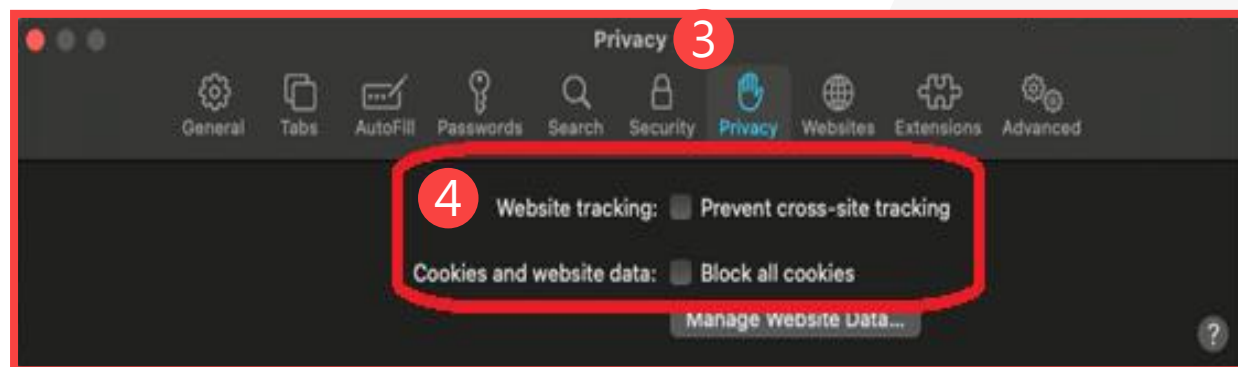 Privacy 3
General Tabs AutoFill Passwords Search Security Privacy Websites Extensions Advanced
4 Website tracking: Prevent cross-site tracking
Cookies and website data: Block all cookies
Manage Website Data...
?